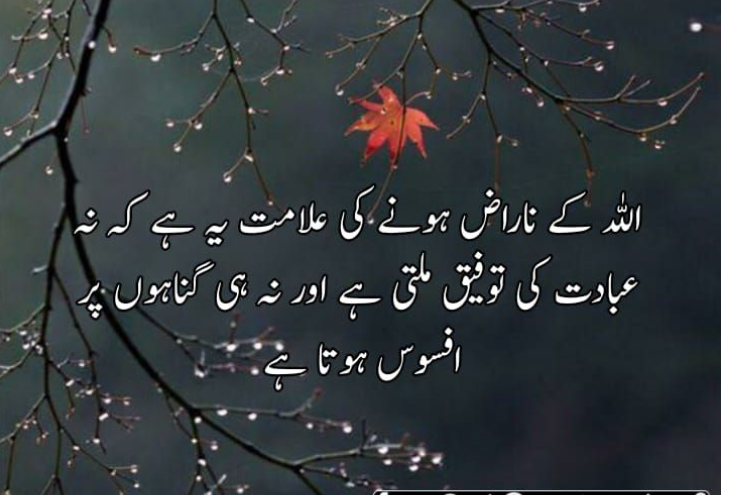 اللہ کے ناراض ہونے کی علامت یہ ہے کہ نہ
عبادت کی توفیق ملتی ہے اور نہ ہی گناہوں پر
افسوس ہوتا ہے